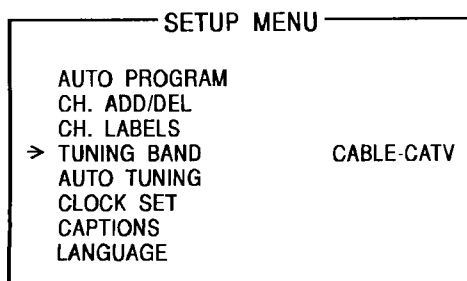 SETUP MENU
AUTO PROGRAM
CH. ADD/DEL
CH. LABELS
→ TUNING BAND CABLE-CATV
AUTO TUNING
CLOCK SET
CAPTIONS
LANGUAGE